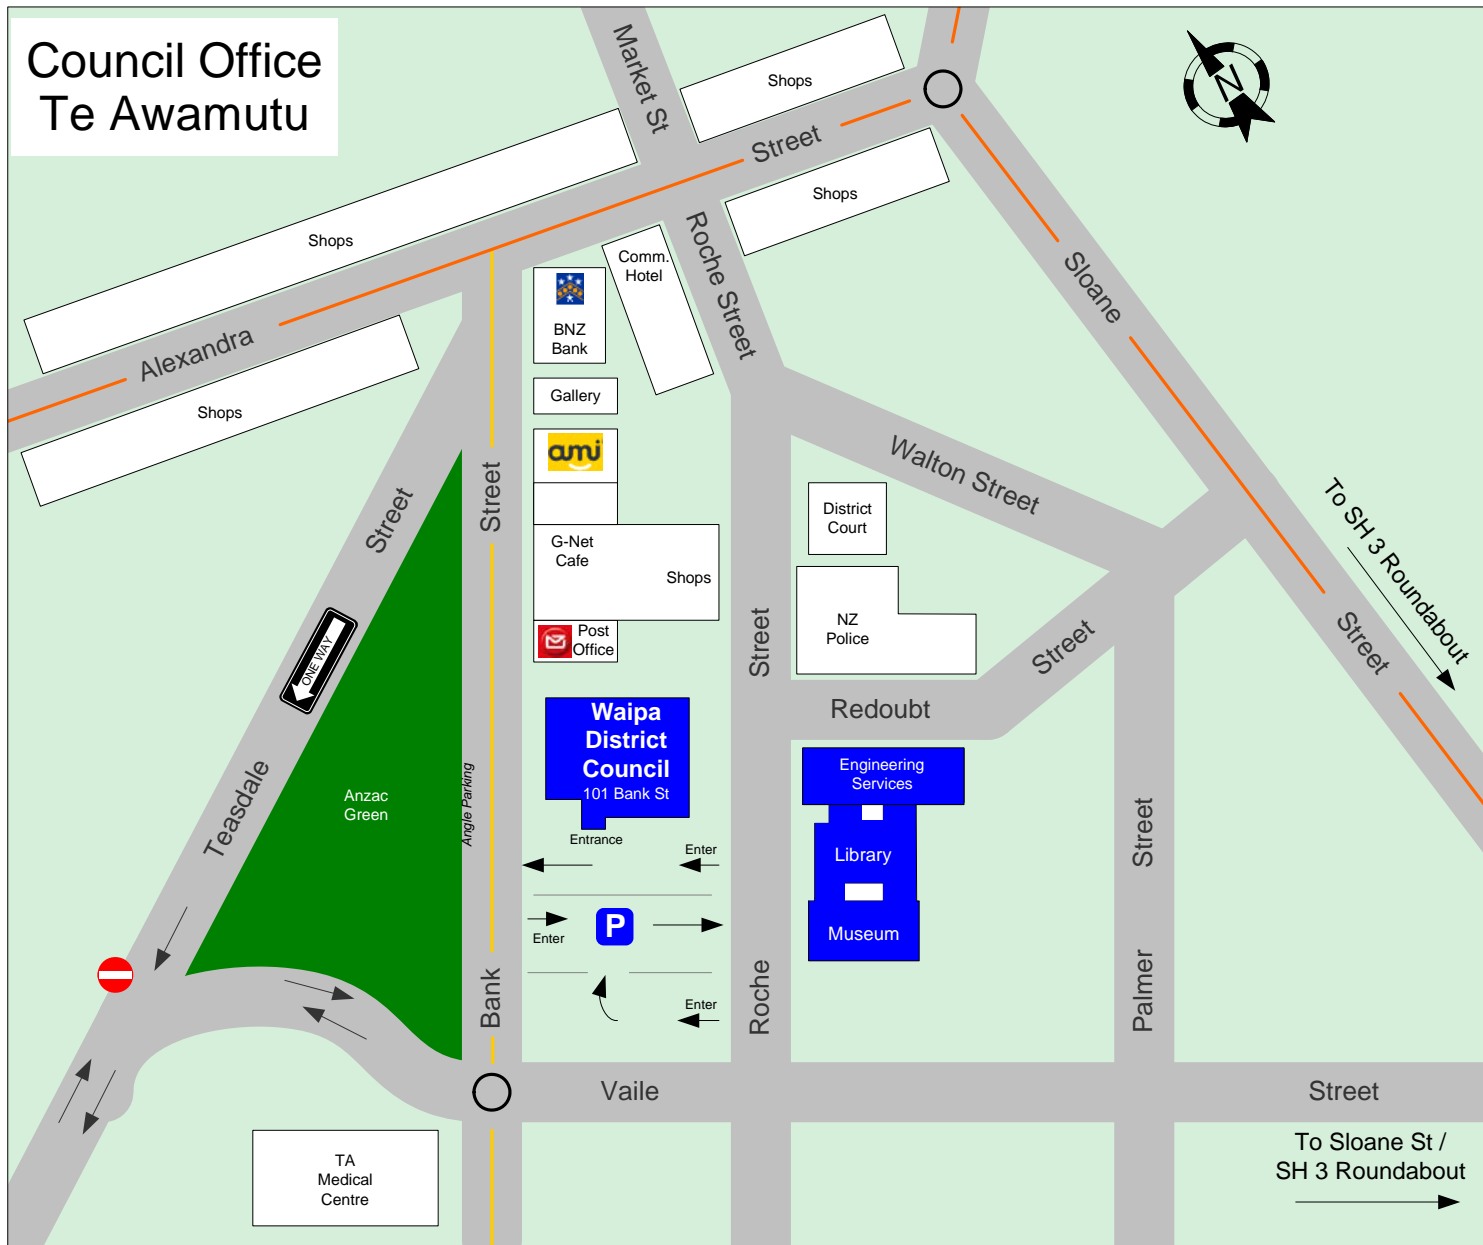 Council Office
Te Awamutu
Market St
Shops
Street
N
Shops
Shops
Roche Street
Comm.
Hotel
Sloane
BNZ
Bank
Alexandra
Gallery
Shops
ami
Walton Street
Street
Street
District
Court
To SH 3 Roundabout
G-Net
Cafe
Shops
NZ
Police
Post
Office
Street
Street
Street
ONE WAY
Redoubt
Waipa
District
Council
101 Bank St
Engineering
Services
Teasdale
Anzac
Green
Angle Parking
Entrance
Enter
Library
Street
P
Enter
Museum
Bank
Roche
Palmer
Enter
Vaile
Street
To Sloane St /
SH 3 Roundabout
TA
Medical
Centre